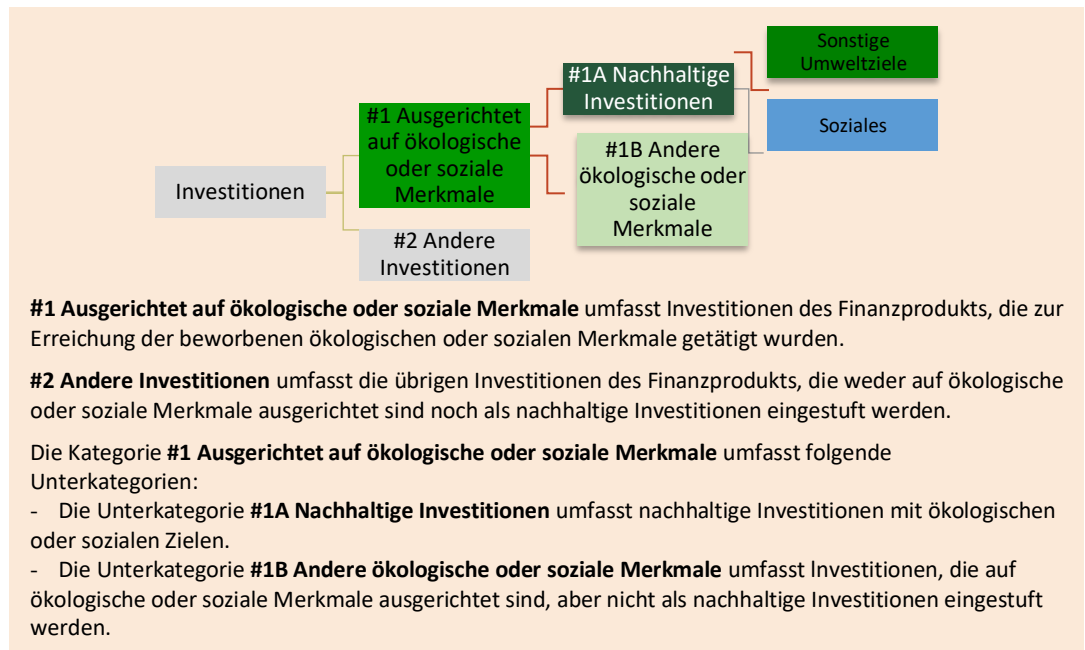 Investitionen
#1 Ausgerichtet
auf ökologische
oder soziale
Merkmale
#2 Andere
Investitionen
#1A Nachhaltige
Investitionen
#1B Andere
ökologische oder
soziale
Merkmale
Sonstige
Umweltziele
Soziales
#1 Ausgerichtet auf ökologische oder soziale Merkmale umfasst Investitionen des Finanzprodukts, die zur
Erreichung der beworbenen ökologischen oder sozialen Merkmale getätigt wurden.
#2 Andere Investitionen umfasst die übrigen Investitionen des Finanzprodukts, die weder auf ökologische
oder soziale Merkmale ausgerichtet sind noch als nachhaltige Investitionen eingestuft werden.
Die Kategorie #1 Ausgerichtet auf ökologische oder soziale Merkmale umfasst folgende
Unterkategorien:
- Die Unterkategorie #1A Nachhaltige Investitionen umfasst nachhaltige Investitionen mit ökologischen
oder sozialen Zielen.
- Die Unterkategorie #1B Andere ökologische oder soziale Merkmale umfasst Investitionen, die auf
ökologische oder soziale Merkmale ausgerichtet sind, aber nicht als nachhaltige Investitionen eingestuft
werden.